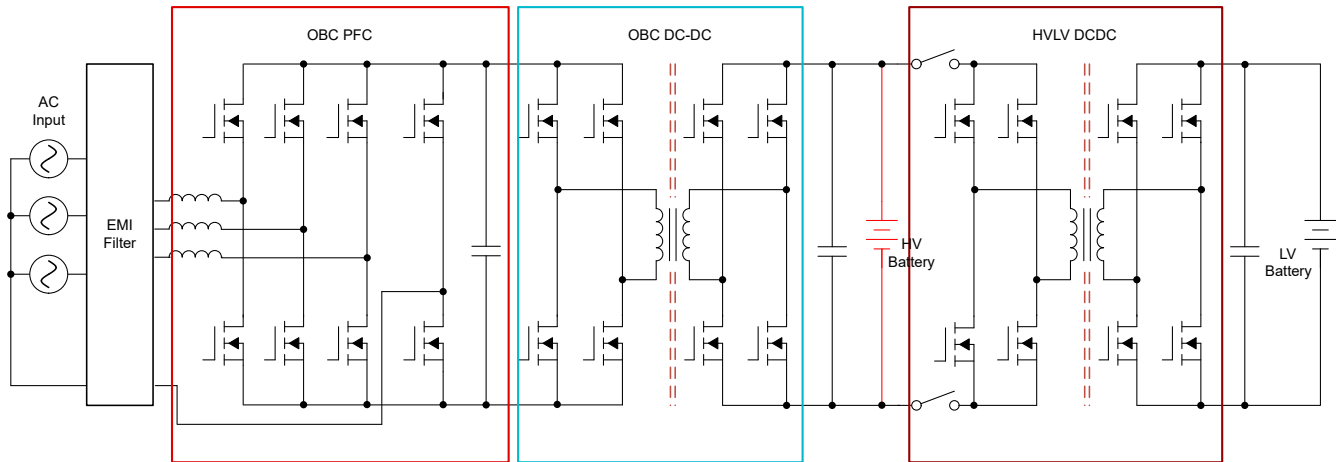 OBC PFC
OBC DC-DC
HVLV DCDC
AC
Input
EMI
Filter
HV
Battery
LV
Battery